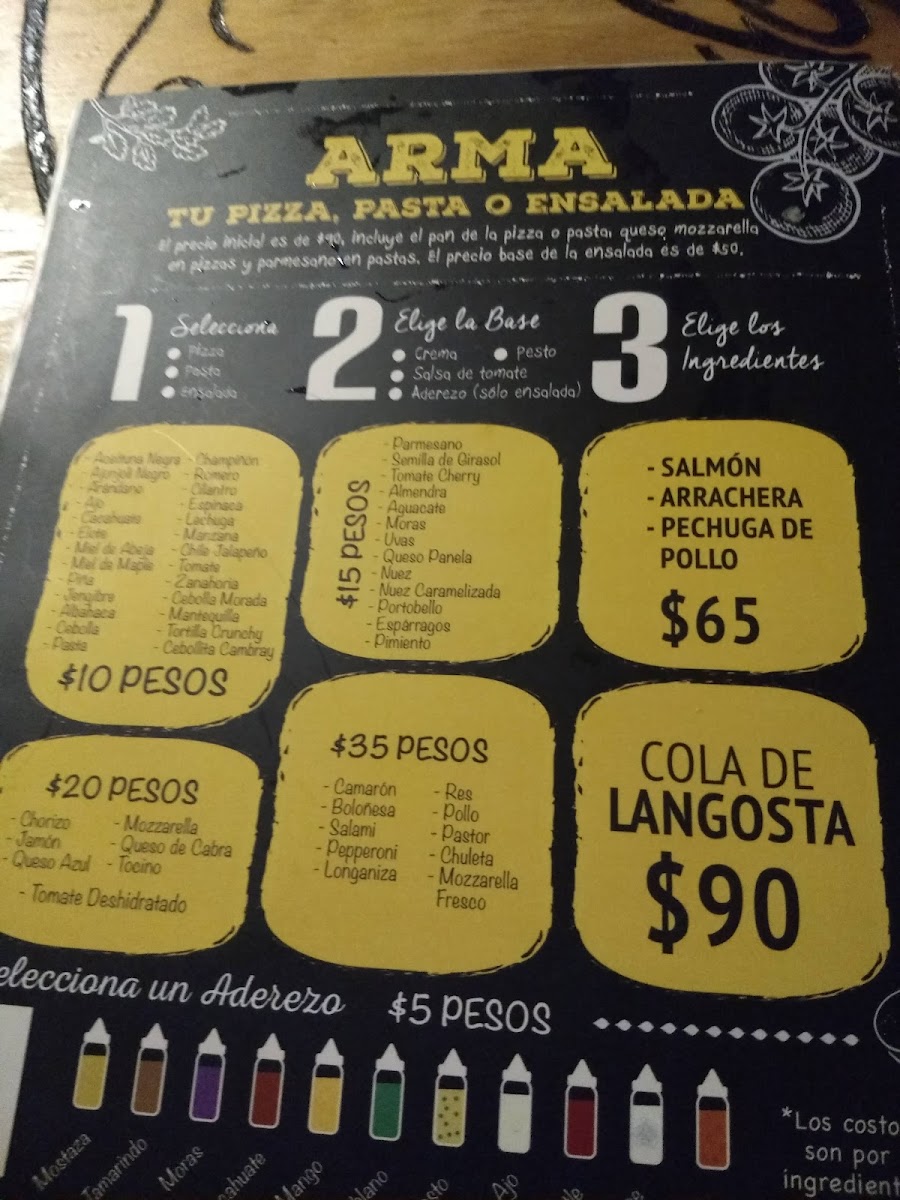 ARMA
TU PIZZA, PASTA O ENSALADA
El precio inicial es de $90, incluye el pan de la pizza o pasta, queso mozzarella
en pizzas y parmesano en pastas. El precio base de la ensalada es de $50.
1 Selecciona
Pizza
Pasta
Ensalada
2 Elige la Base
Crema
Pesto
Salsa de tomate
Aderezo (sólo ensalada)
3 Elige los
Ingredientes
- Aceituna Negra
- Ajonjolí Negro
- Arándano
- Ajo
- Cacahuate
- Elote
- Miel de Abeja
- Miel de Maple
- Piña
- Jengibre
- Albahaca
- Cebolla
- Pasta
- Champiñón
- Romero
- Cilantro
- Espinaca
- Lechuga
- Manzana
- Chile Jalapeño
- Tomate
- Zanahoria
- Cebolla Morada
- Mantequilla
- Tortilla Crunchy
- Cebollita Cambray
$10 PESOS
$15 PESOS
- Parmesano
- Semilla de Girasol
- Tomate Cherry
- Almendra
- Aguacate
- Moras
- Uvas
- Queso Panela
- Nuez
- Nuez Caramelizada
- Portobello
- Espárragos
- Pimiento
- SALMÓN
- ARRACHERA
- PECHUGA DE
POLLO
$65
$20 PESOS
- Chorizo
- Jamón
- Queso Azul
- Mozzarella
- Queso de Cabra
- Tocino
- Tomate Deshidratado
$35 PESOS
- Camarón
- Boloñesa
- Salami
- Pepperoni
- Longaniza
- Res
- Pollo
- Pastor
- Chuleta
- Mozzarella
Fresco
COLA DE
LANGOSTA
$90
elecciona un Aderezo $5 PESOS
Mostaza
Tamarindo
Moras
cahuate
Mango
blano
sto
Ajo
*Los costo
son por
ingredient